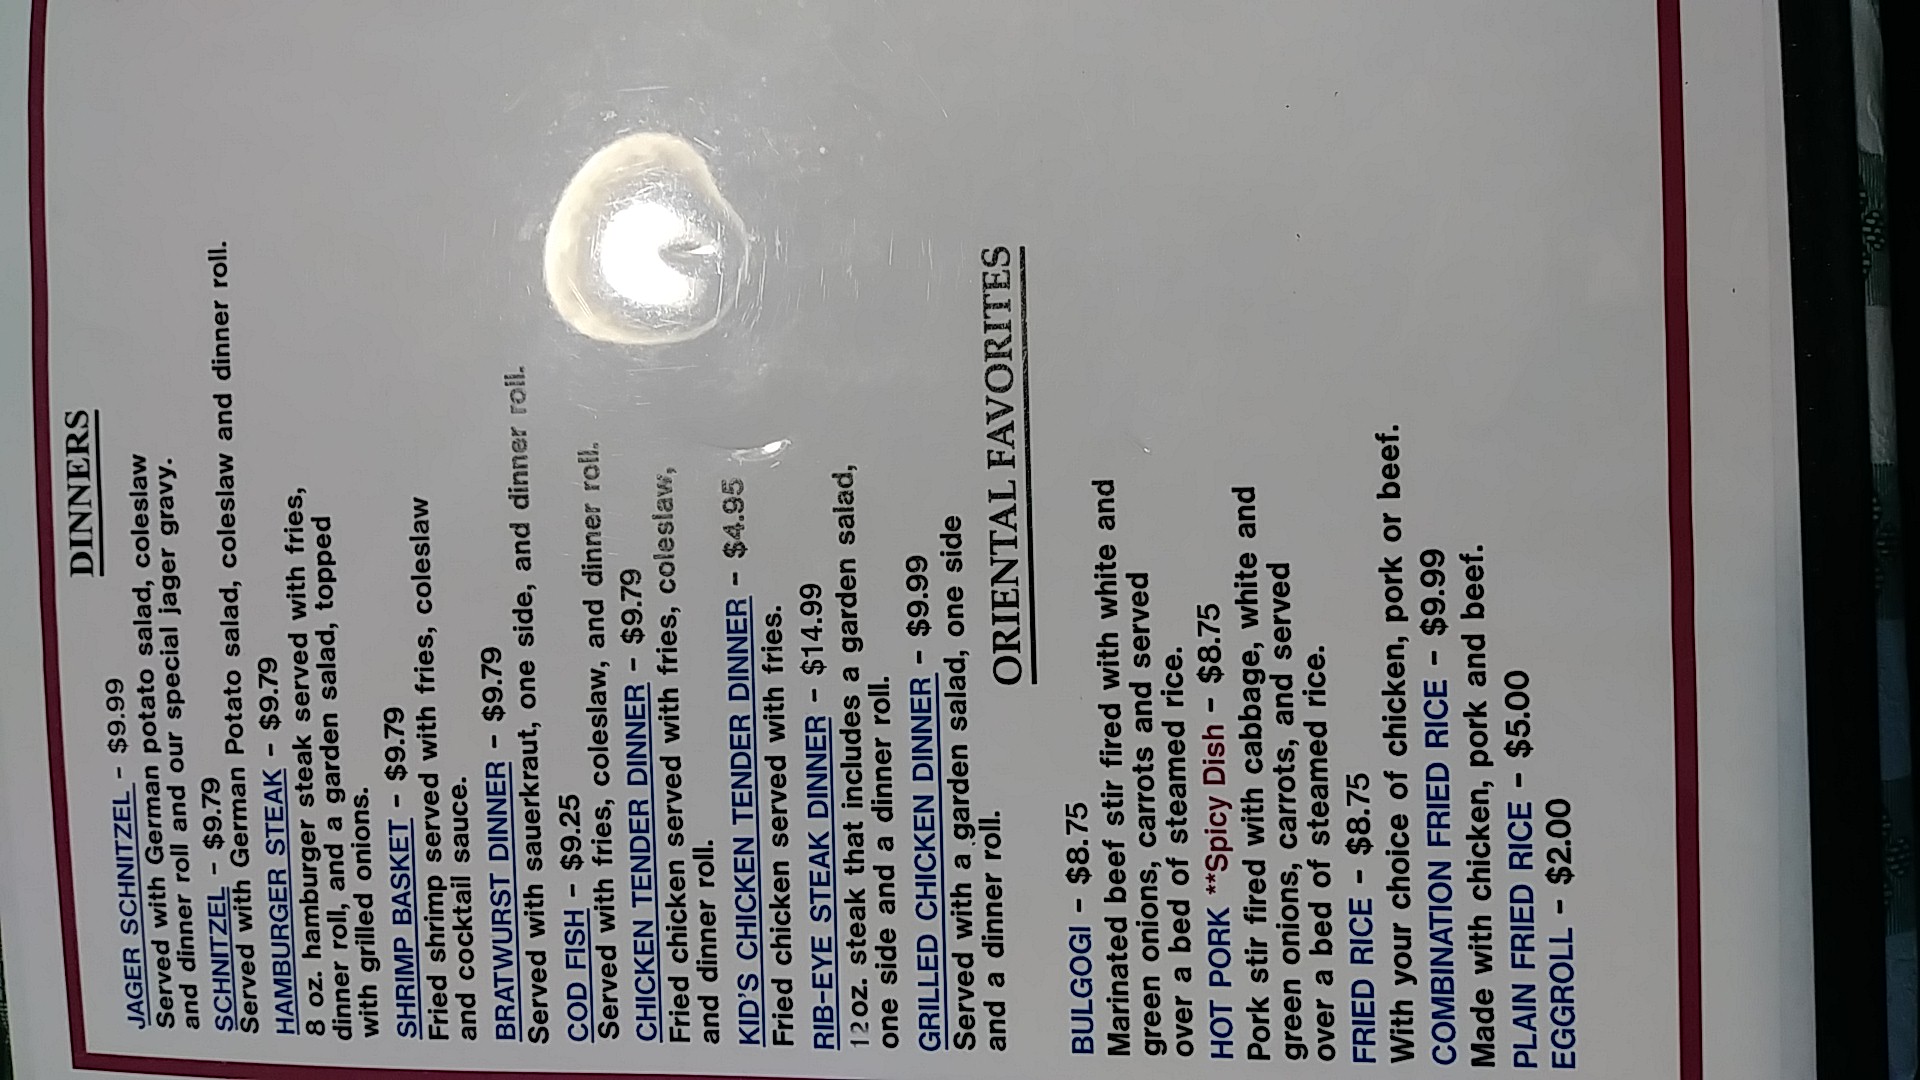 DINNERS
JAGER SCHNITZEL - $9.99
Served with German potato salad, coleslaw
and dinner roll and our special jager gravy.
SCHNITZEL - $9.79
Served with German Potato salad, coleslaw and dinner roll.
HAMBURGER STEAK - $9.79
8 oz. hamburger steak served with fries,
dinner roll, and a garden salad, topped
with grilled onions.
SHRIMP BASKET - $9.79
Fried shrimp served with fries, coleslaw
and cocktail sauce.
BRATWURST DINNER - $9.79
Served with sauerkraut, one side, and dinner roll.
COD FISH - $9.25
Served with fries, coleslaw, and dinner roll.
CHICKEN TENDER DINNER - $9.79
Fried chicken served with fries, coleslaw,
and dinner roll.
KID'S CHICKEN TENDER DINNER - $4.95
Fried chicken served with fries.
RIB-EYE STEAK DINNER - $14.99
12 oz. steak that includes a garden salad,
one side and a dinner roll.
GRILLED CHICKEN DINNER - $9.99
Served with a garden salad, one side
and a dinner roll.
ORIENTAL FAVORITES
BULGOGI - $8.75
Marinated beef stir fired with white and
green onions, carrots and served
over a bed of steamed rice.
HOT PORK **Spicy Dish - $8.75
Pork stir fired with cabbage, white and
green onions, carrots, and served
over a bed of steamed rice.
FRIED RICE - $8.75
With your choice of chicken, pork or beef.
COMBINATION FRIED RICE - $9.99
Made with chicken, pork and beef.
PLAIN FRIED RICE - $5.00
EGGROLL - $2.00